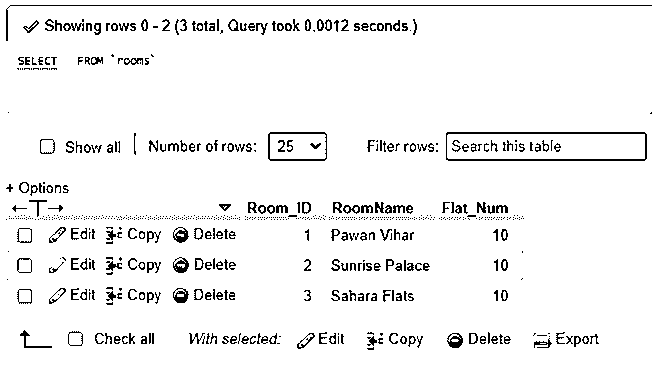 Showing rows 0 - 2 (3 total, Query took 0.0012 seconds.)
SELECT FROM `rooms`
Show all Number of rows: 25 Filter rows: Search this table
+ Options
←T→ Room_ID RoomName Flat_Num
Edit Copy Delete 1 Pawan Vihar 10
Edit Copy Delete 2 Sunrise Palace 10
Edit Copy Delete 3 Sahara Flats 10
Check all With selected: Edit Copy Delete Export